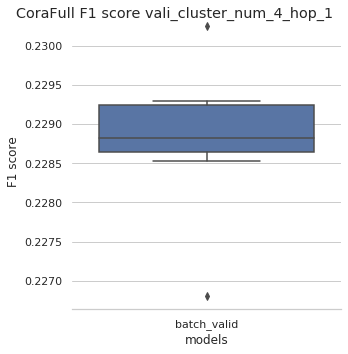 CoraFull F1 score vali_cluster_num_4_hop_1
0.2300
0.2295
0.2290
0.2285
0.2280
0.2275
0.2270
F1 score
batch_valid
models